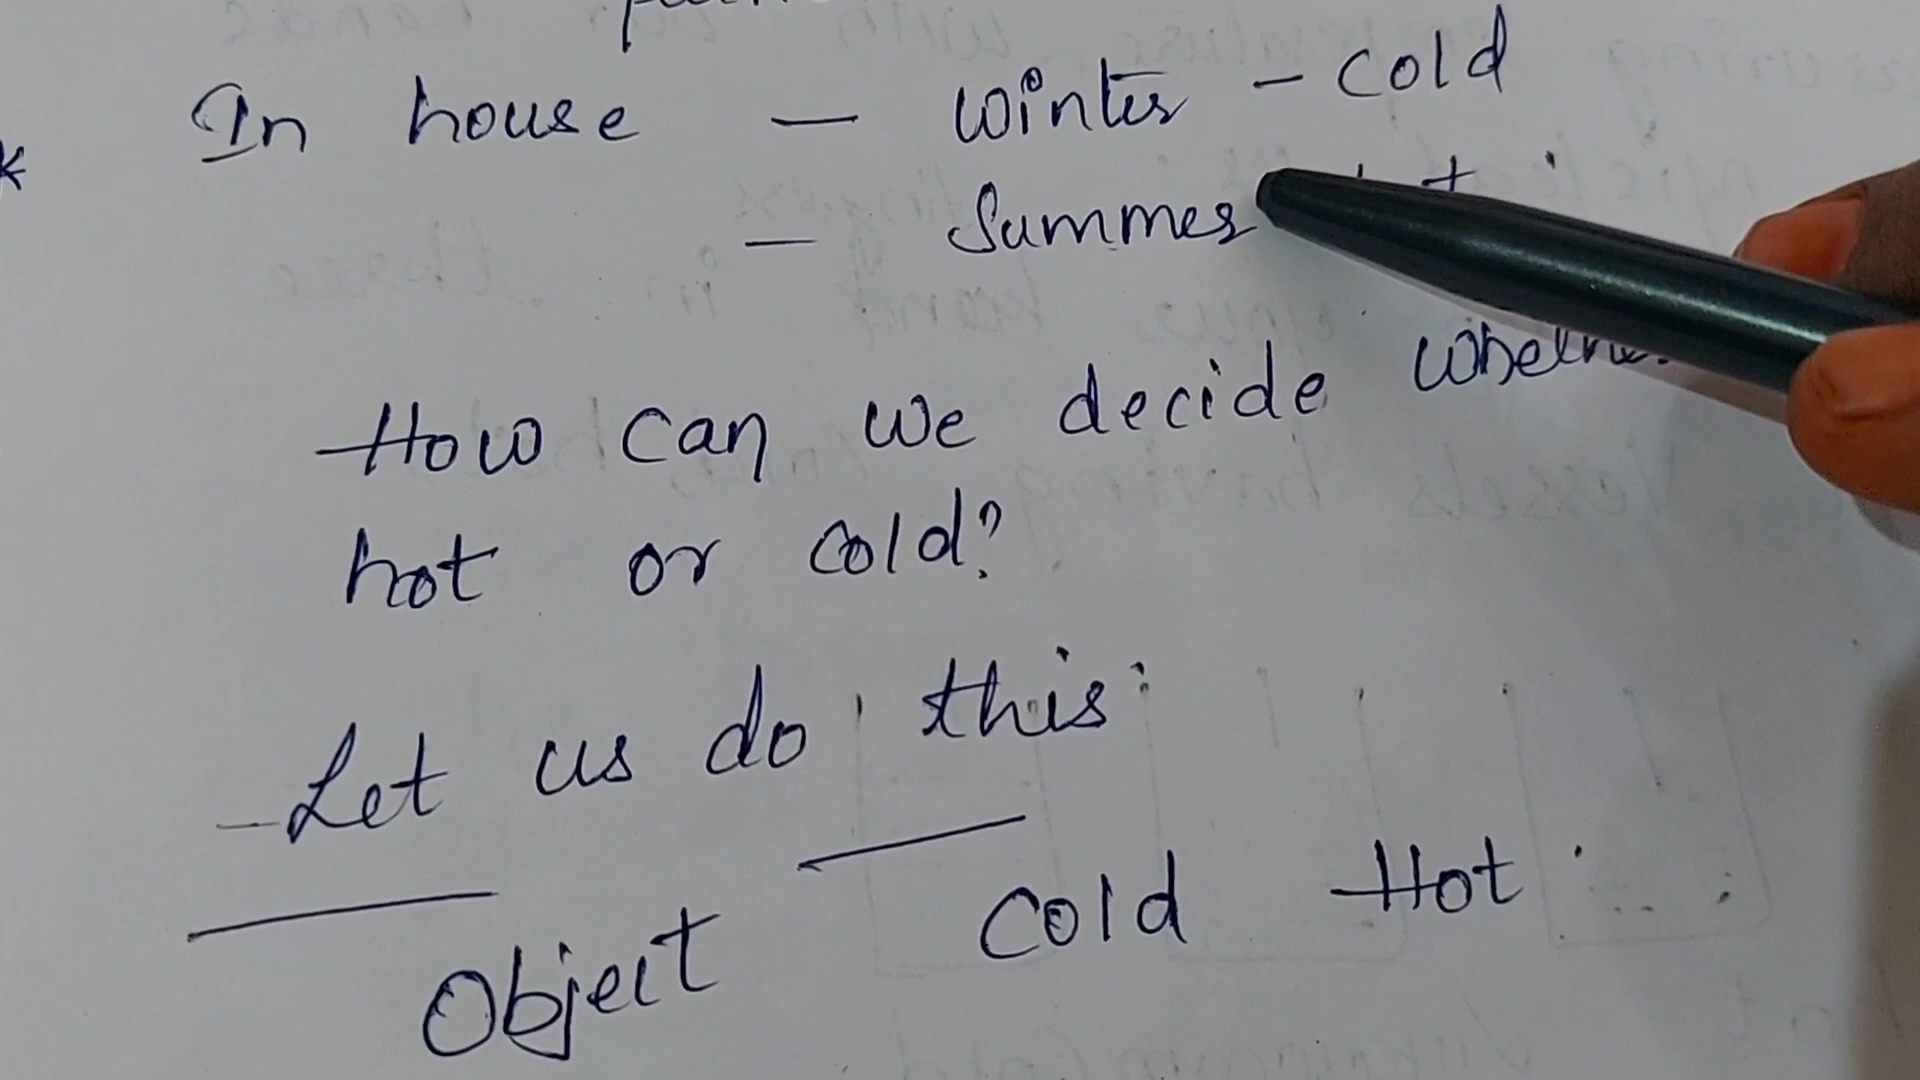 In house - Winter - cold
- Summer
How can we decide whether
hot or cold?
Let us do this:
Object Cold Hot